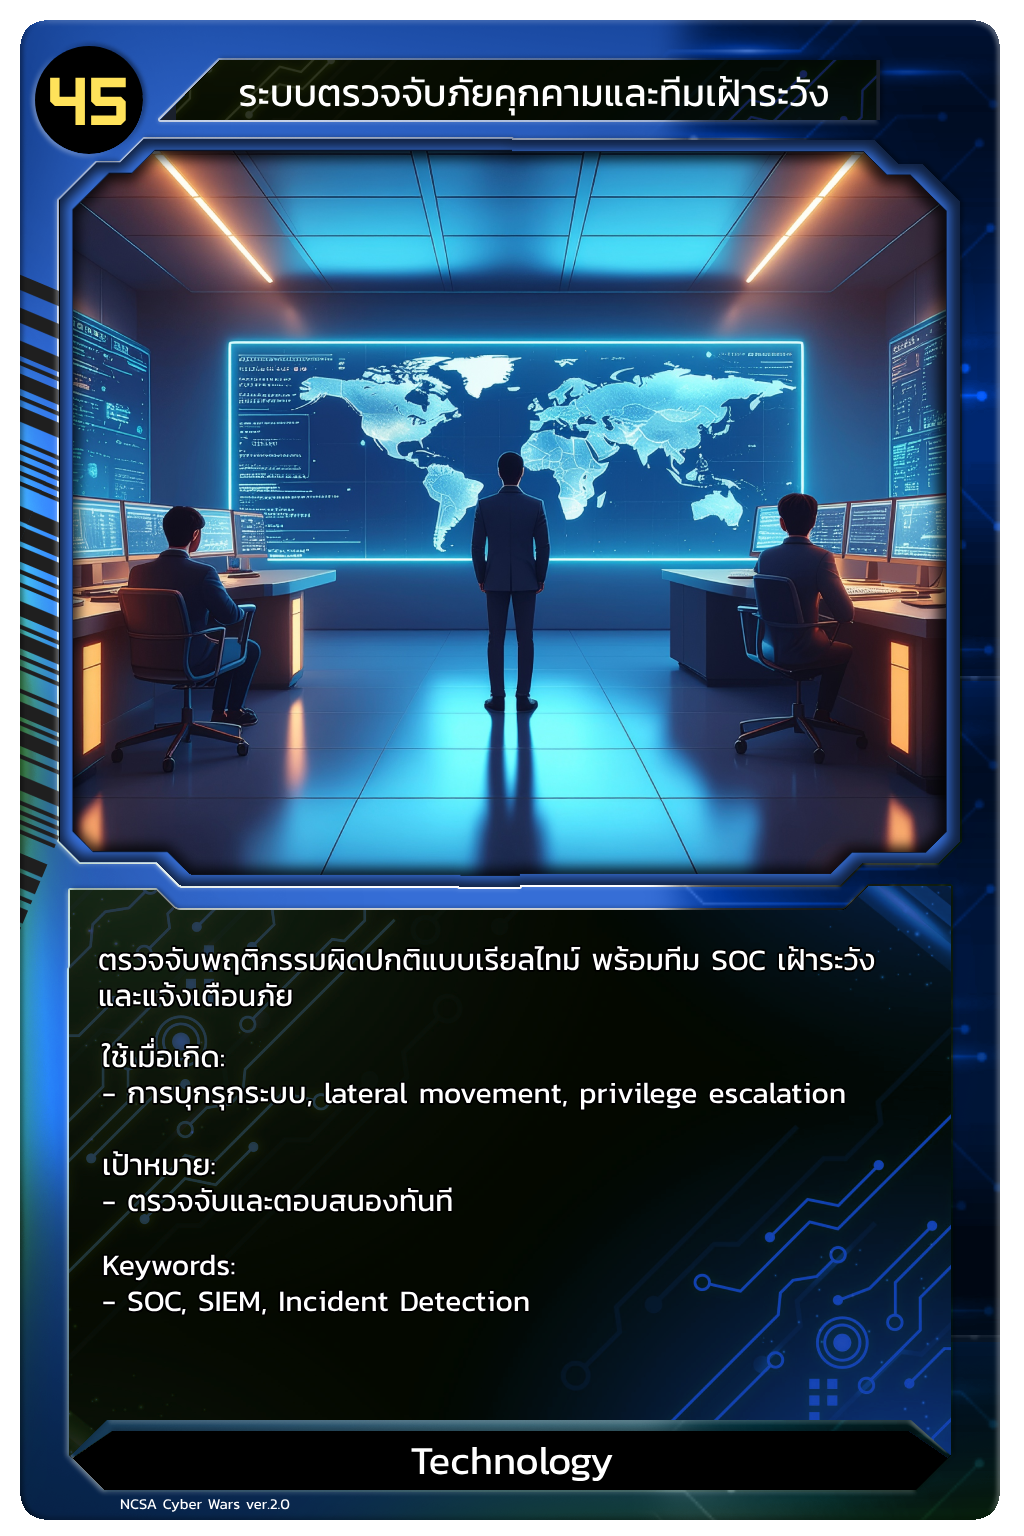 45
ระบบตรวจจับภัยคุกคามและทีมเฝ้าระวัง
ตรวจจับพฤติกรรมผิดปกติแบบเรียลไทม์ พร้อมทีม SOC เฝ้าระวัง
และแจ้งเตือนภัย
ใช้เมื่อเกิด:
- การบุกรุกระบบ, lateral movement, privilege escalation
เป้าหมาย:
- ตรวจจับและตอบสนองทันที
Keywords:
- SOC, SIEM, Incident Detection
Technology
NCSA Cyber Wars ver.2.0